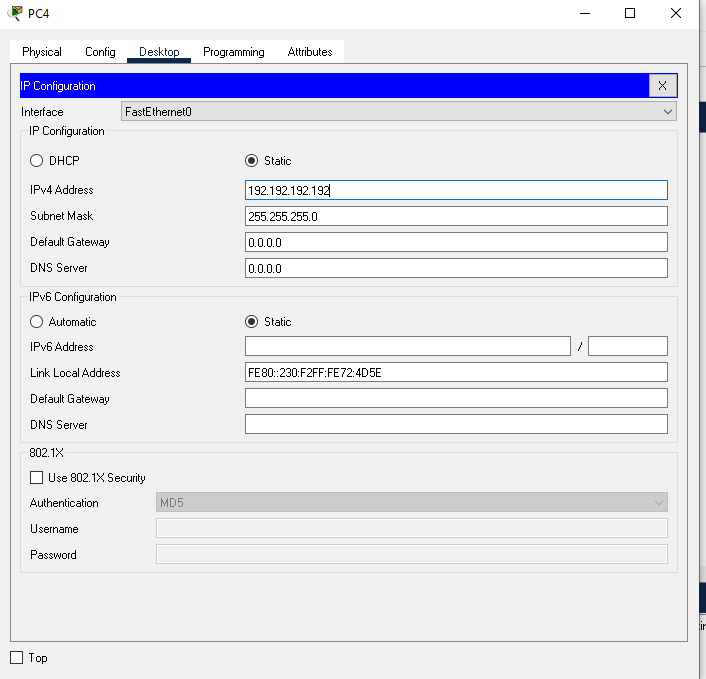 PC4
Physical Config Desktop Programming Attributes
IP Configuration X
Interface FastEthernet0
IP Configuration
DHCP Static
IPv4 Address 192.192.192.192
Subnet Mask 255.255.255.0
Default Gateway 0.0.0.0
DNS Server 0.0.0.0
IPv6 Configuration
Automatic Static
IPv6 Address /
Link Local Address FE80::230:F2FF:FE72:4D5E
Default Gateway
DNS Server
802.1X
Use 802.1X Security
Authentication MD5
Username
Password
Top